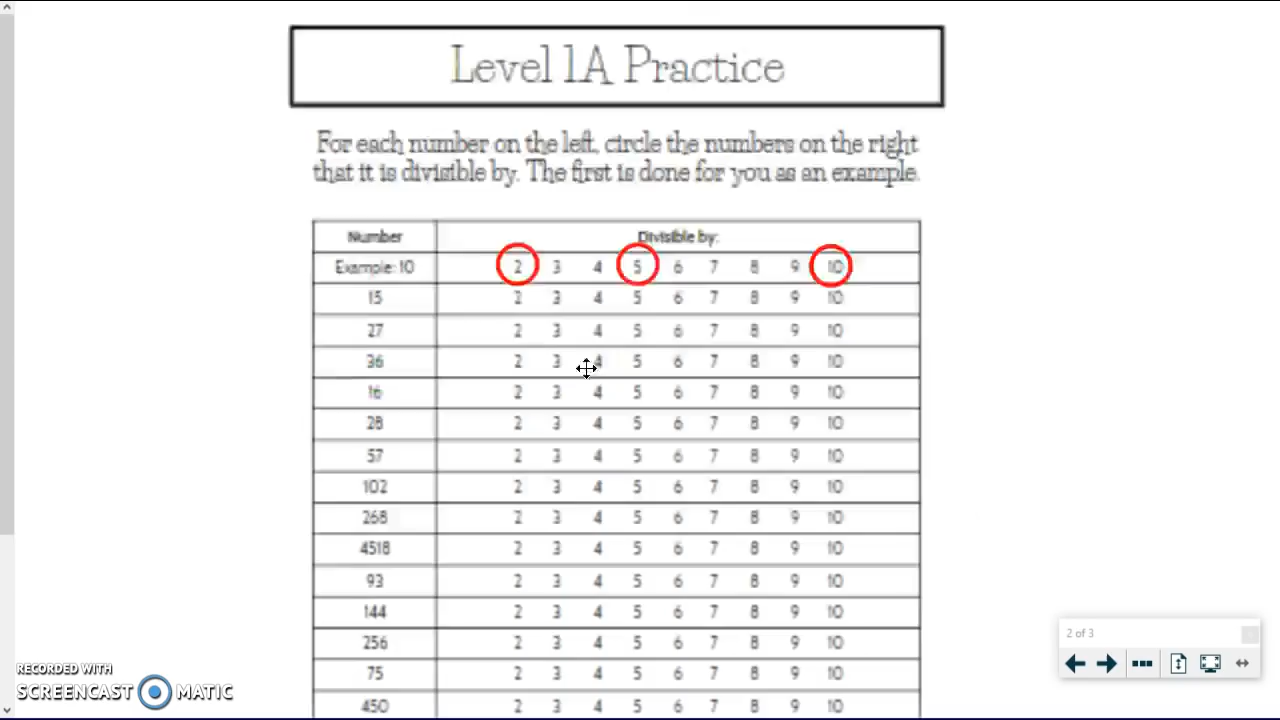 Level 1A Practice
For each number on the left, circle the numbers on the right
that it is divisible by. The first is done for you as an example.
Number Divisible by:
Example: 10 2 3 4 5 6 7 8 9 10
15 2 3 4 5 6 7 8 9 10
27 2 3 4 5 6 7 8 9 10
36 2 3 4 5 6 7 8 9 10
16 2 3 4 5 6 7 8 9 10
28 2 3 4 5 6 7 8 9 10
57 2 3 4 5 6 7 8 9 10
102 2 3 4 5 6 7 8 9 10
268 2 3 4 5 6 7 8 9 10
4518 2 3 4 5 6 7 8 9 10
93 2 3 4 5 6 7 8 9 10
144 2 3 4 5 6 7 8 9 10
256 2 3 4 5 6 7 8 9 10
75 2 3 4 5 6 7 8 9 10
450 2 3 4 5 6 7 8 9 10
2 of 3
RECORDED WITH
SCREENCAST MATIC